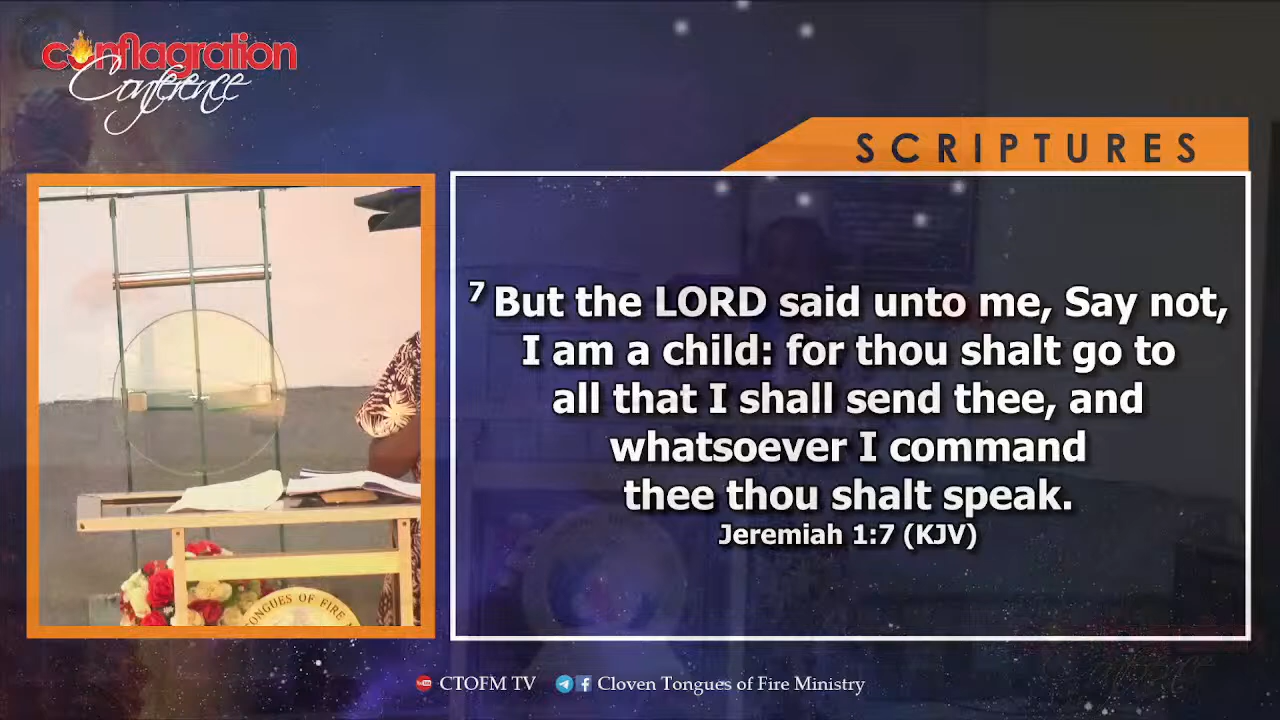 conflagration
Conference
SCRIPTURES
7 But the LORD said unto me, Say not,
I am a child: for thou shalt go to
all that I shall send thee, and
whatsoever I command
thee thou shalt speak.
Jeremiah 1:7 (KJV)
TONGUES OF FIRE
CTOFM TV
Cloven Tongues of Fire Ministry